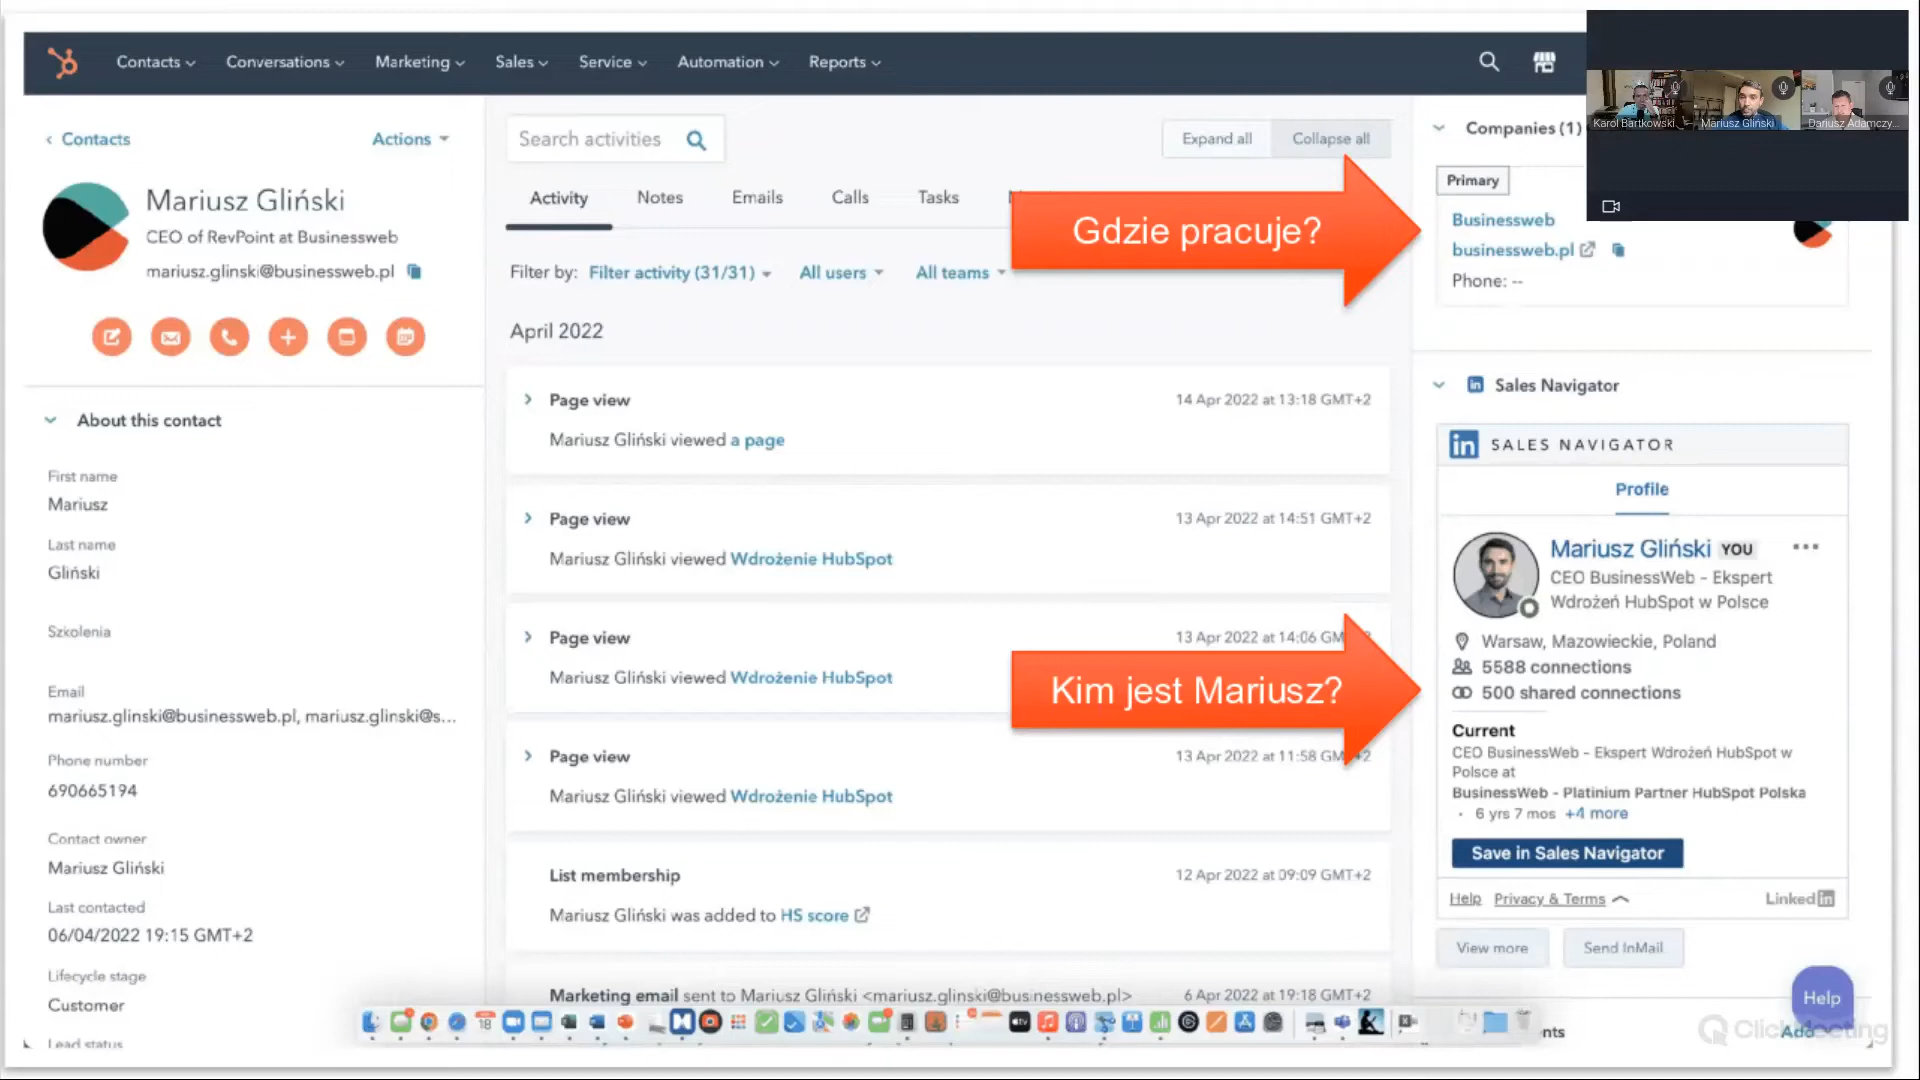 Contacts
Conversations
Marketing
Sales
Service
Automation
Reports
Karol Bartkowski
Mariusz Gliński
Dariusz Adamczy...
Contacts
Actions
Mariusz Gliński
CEO of RevPoint at Businessweb
mariusz.glinski@businessweb.pl
About this contact
First name
Mariusz
Last name
Gliński
Szkolenia
Email
mariusz.glinski@businessweb.pl, mariusz.glinski@s...
Phone number
690665194
Contact owner
Mariusz Gliński
Last contacted
06/04/2022 19:15 GMT+2
Lifecycle stage
Customer
Lead status
Search activities
Expand all
Collapse all
Activity
Notes
Emails
Calls
Tasks
Gdzie pracuje?
Filter by:
Filter activity (31/31)
All users
All teams
April 2022
Page view
14 Apr 2022 at 13:18 GMT+2
Mariusz Gliński viewed a page
Page view
13 Apr 2022 at 14:51 GMT+2
Mariusz Gliński viewed Wdrożenie HubSpot
Page view
13 Apr 2022 at 14:06 GM
Mariusz Gliński viewed Wdrożenie HubSpot
Kim jest Mariusz?
Page view
13 Apr 2022 at 11:58 GM
Mariusz Gliński viewed Wdrożenie HubSpot
List membership
12 Apr 2022 at 09:09 GMT+2
Mariusz Gliński was added to HS score
Marketing email sent to Mariusz Gliński <mariusz.glinski@businessweb.pl>
6 Apr 2022 at 19:18 GMT+2
18
Companies (1)
Primary
Businessweb
businessweb.pl
Phone: --
in Sales Navigator
in SALES NAVIGATOR
Profile
Mariusz Gliński YOU
CEO BusinessWeb - Ekspert
Wdrożeń HubSpot w Polsce
Warsaw, Mazowieckie, Poland
5588 connections
500 shared connections
Current
CEO BusinessWeb - Ekspert Wdrożeń HubSpot w
Polsce at
BusinessWeb - Platinium Partner HubSpot Polska
· 6 yrs 7 mos +4 more
Save in Sales Navigator
Help
Privacy & Terms
Linked in
View more
Send InMail
Help
nts
Add
ClickMeeting